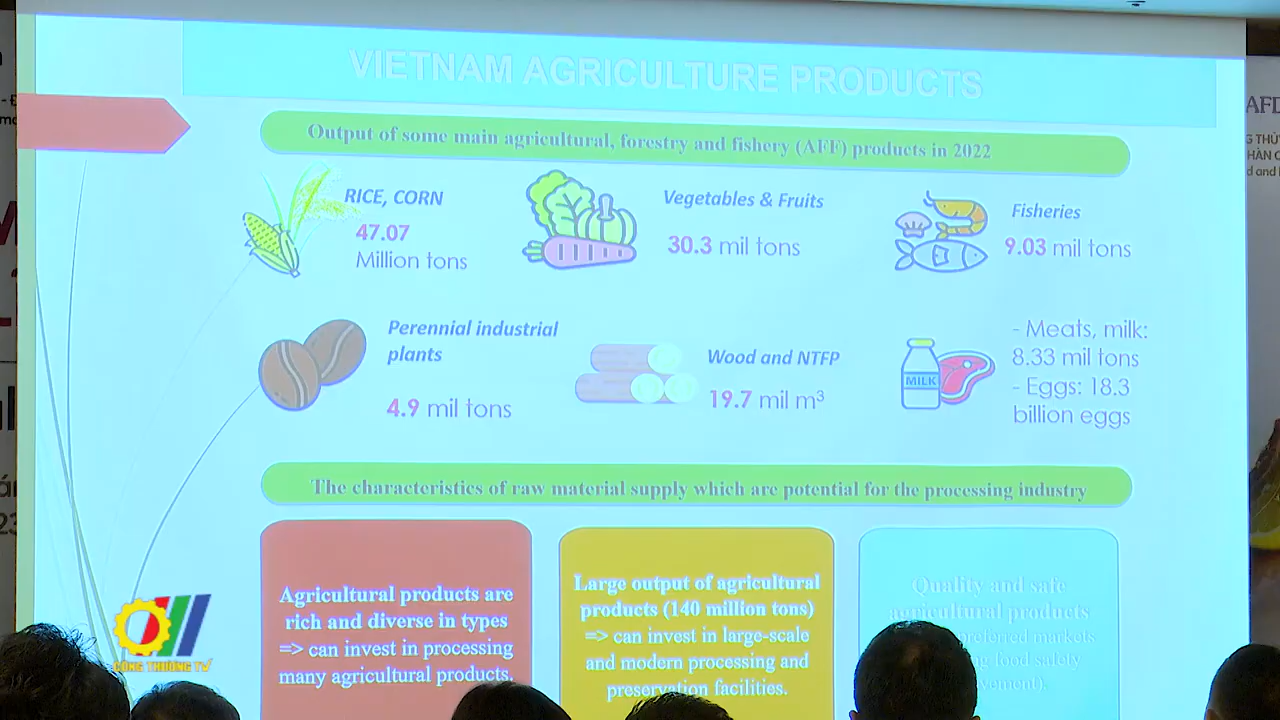 VIETNAM AGRICULTURE PRODUCTS
Output of some main agricultural, forestry and fishery (AFF) products in 2022
RICE, CORN
47.07
Million tons
Vegetables & Fruits
30.3 mil tons
Fisheries
9.03 mil tons
Perennial industrial
plants
4.9 mil tons
Wood and NTFP
19.7 mil m³
MILK
- Meats, milk:
8.33 mil tons
- Eggs: 18.3
billion eggs
The characteristics of raw material supply which are potential for the processing industry
Agricultural products are
rich and diverse in types
=> can invest in processing
many agricultural products.
Large output of agricultural
products (140 million tons)
=> can invest in large-scale
and modern processing and
preservation facilities.
Quality and safe
agricultural products
preferred markets
food safety
CÔNG THƯƠNG TV
AFD